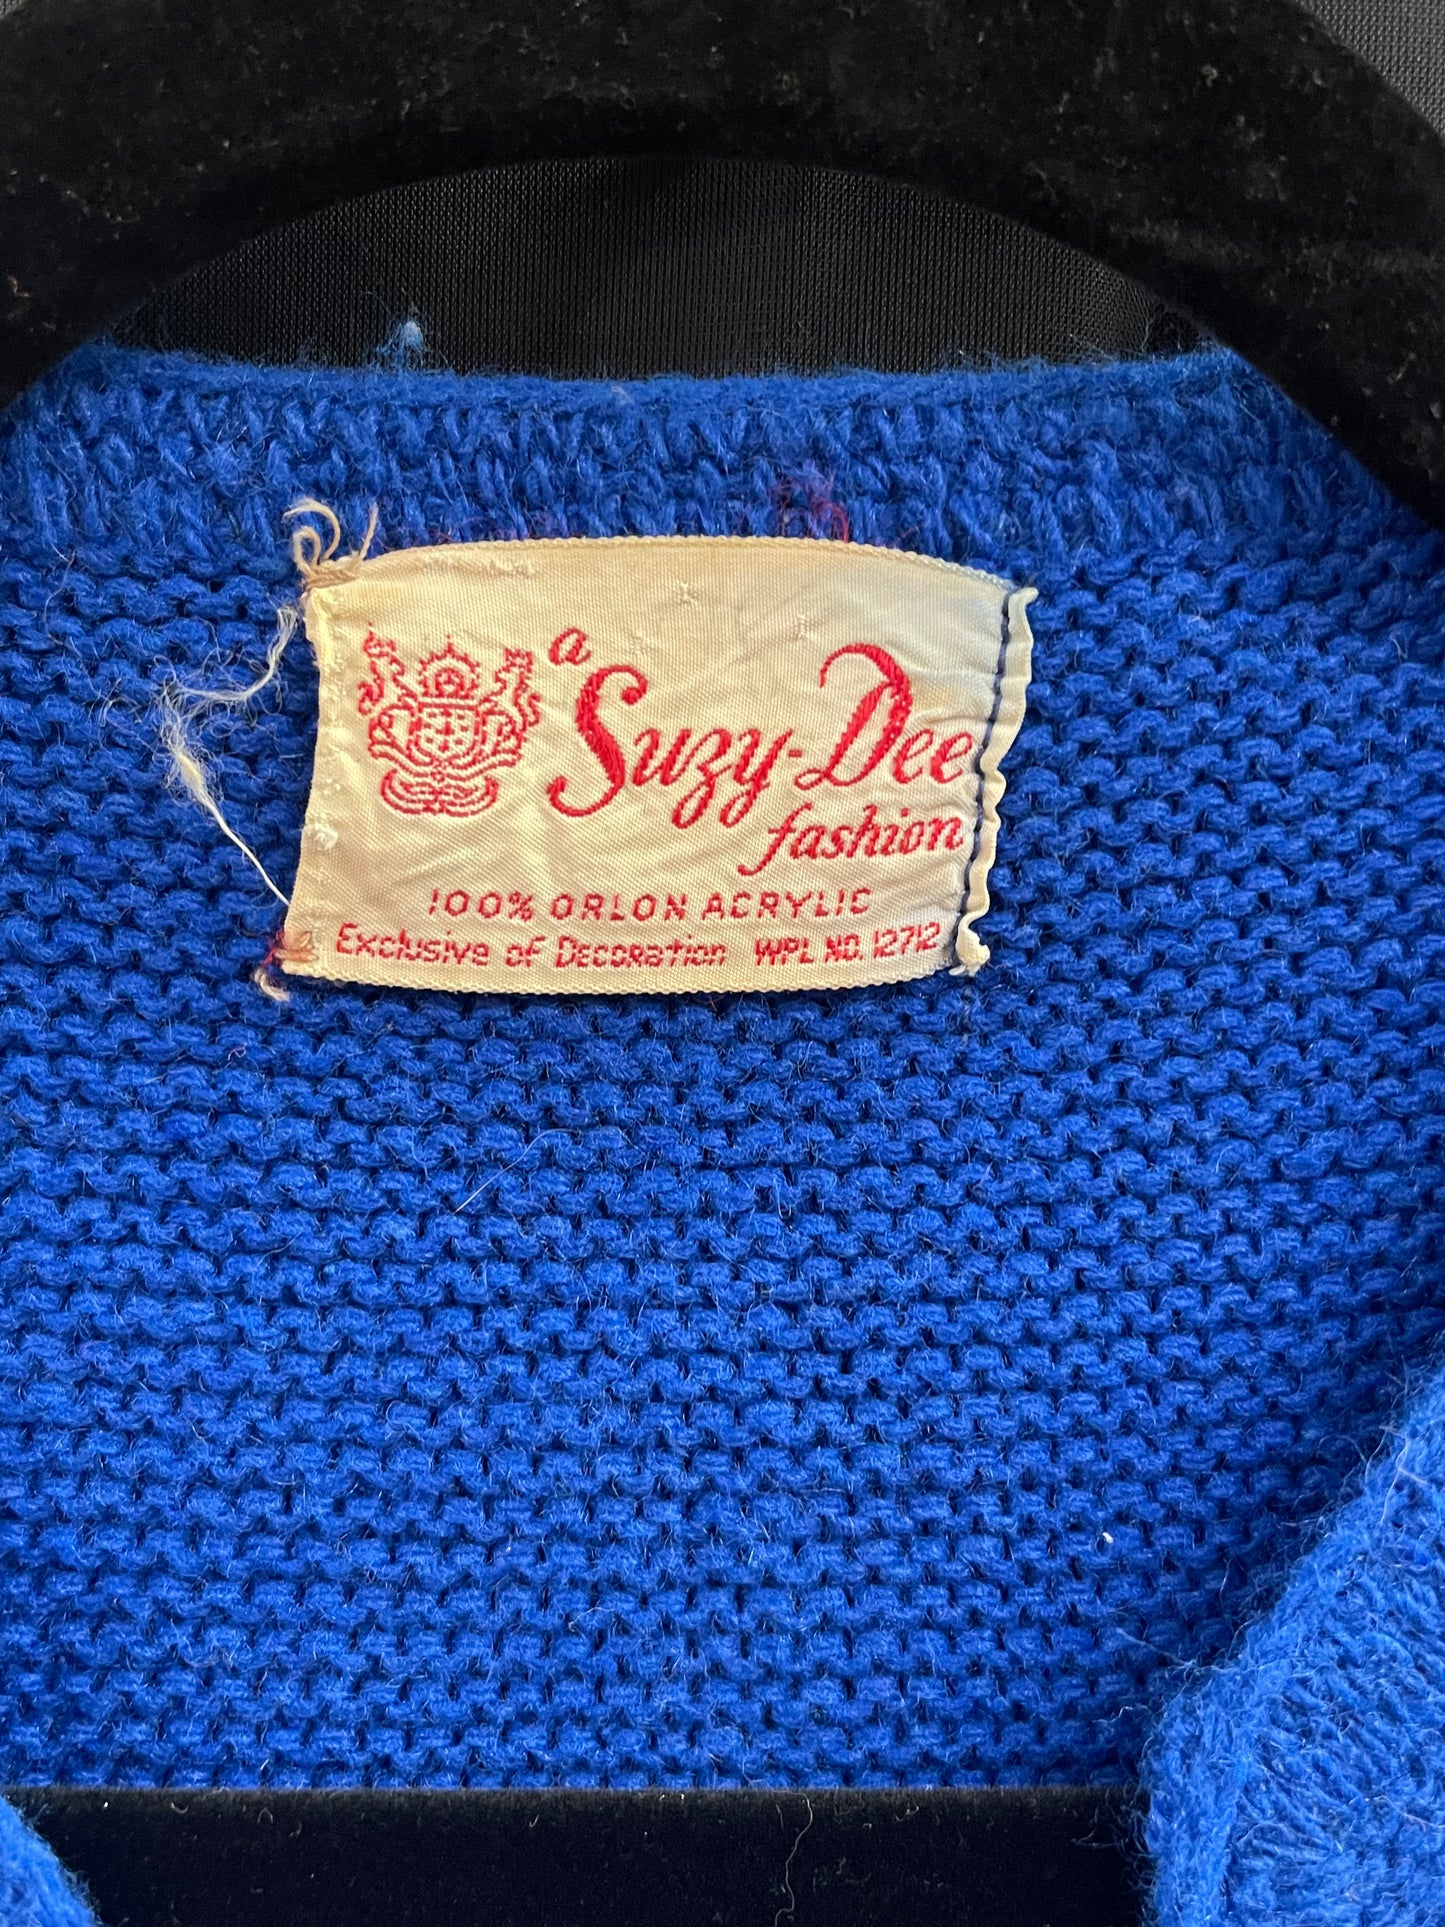 a
Suzy-Dee
fashion
100% ORLON ACRYLIC
Exclusive of Decoration WPL NO. 12712